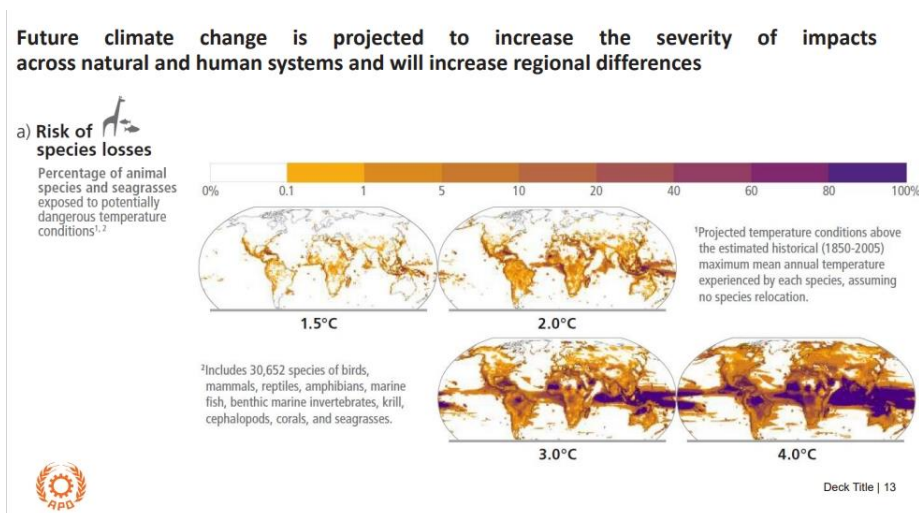 Future climate change is projected to increase the severity of impacts
across natural and human systems and will increase regional differences
a) Risk of
species losses
Percentage of animal
species and seagrasses
exposed to potentially
dangerous temperature
conditions1, 2
0% 0.1 1 5 10 20 40 60 80 100%
1Projected temperature conditions above
the estimated historical (1850-2005)
maximum mean annual temperature
experienced by each species, assuming
no species relocation.
1.5°C 2.0°C
2Includes 30,652 species of birds,
mammals, reptiles, amphibians, marine
fish, benthic marine invertebrates, krill,
cephalopods, corals, and seagrasses.
3.0°C 4.0°C
APO
Deck Title | 13